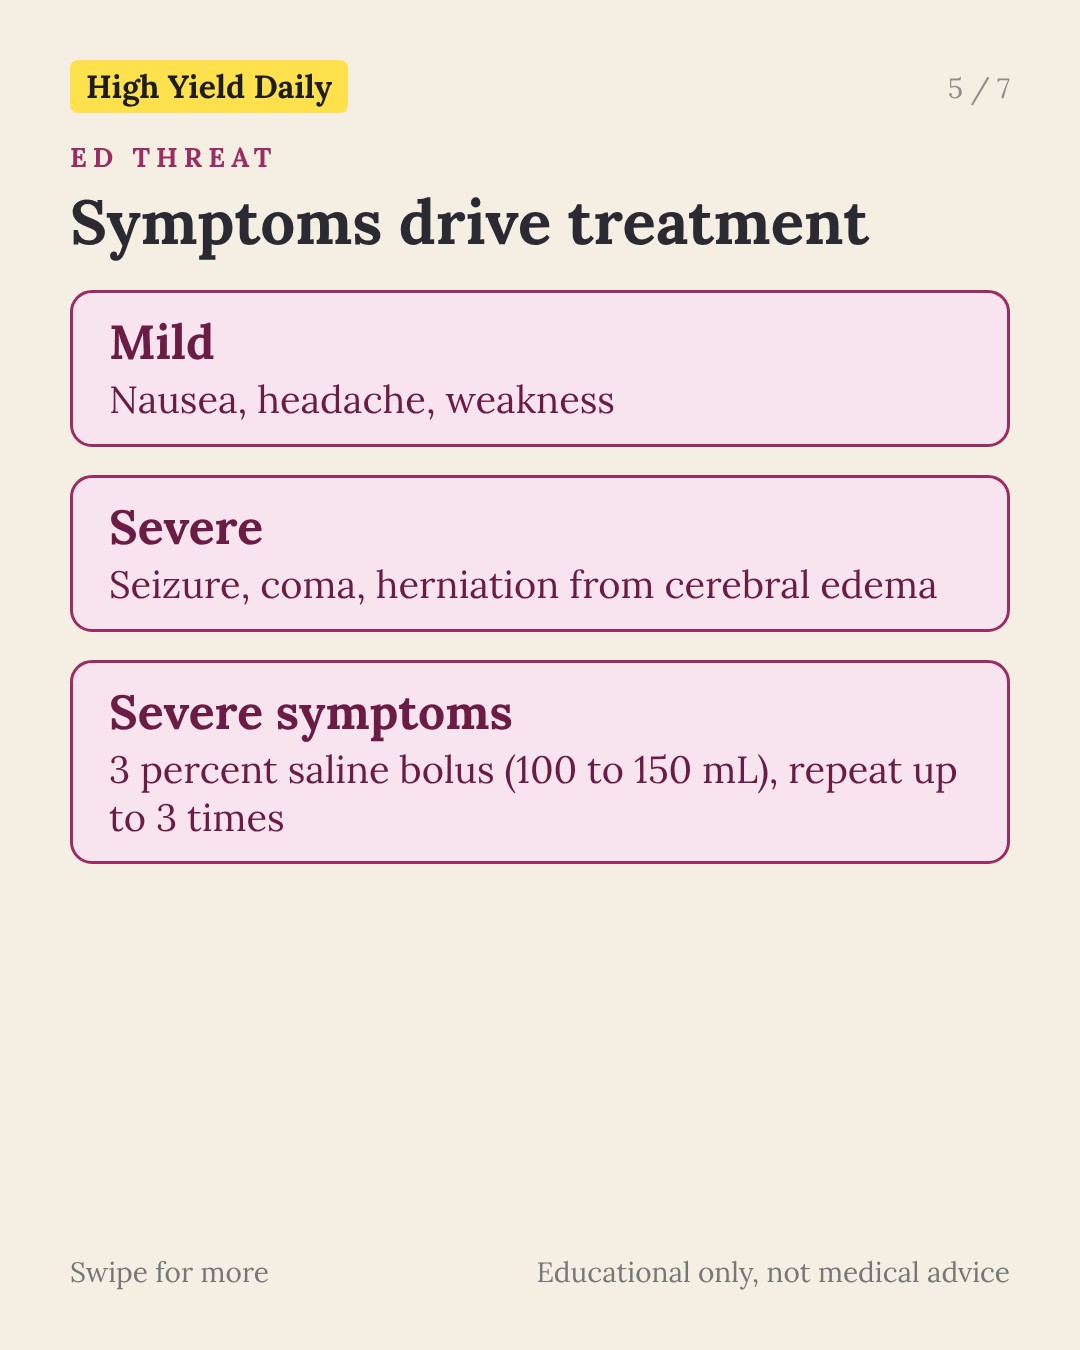 High Yield Daily
5 / 7
ED THREAT
Symptoms drive treatment
Mild
Nausea, headache, weakness
Severe
Seizure, coma, herniation from cerebral edema
Severe symptoms
3 percent saline bolus (100 to 150 mL), repeat up
to 3 times
Swipe for more
Educational only, not medical advice